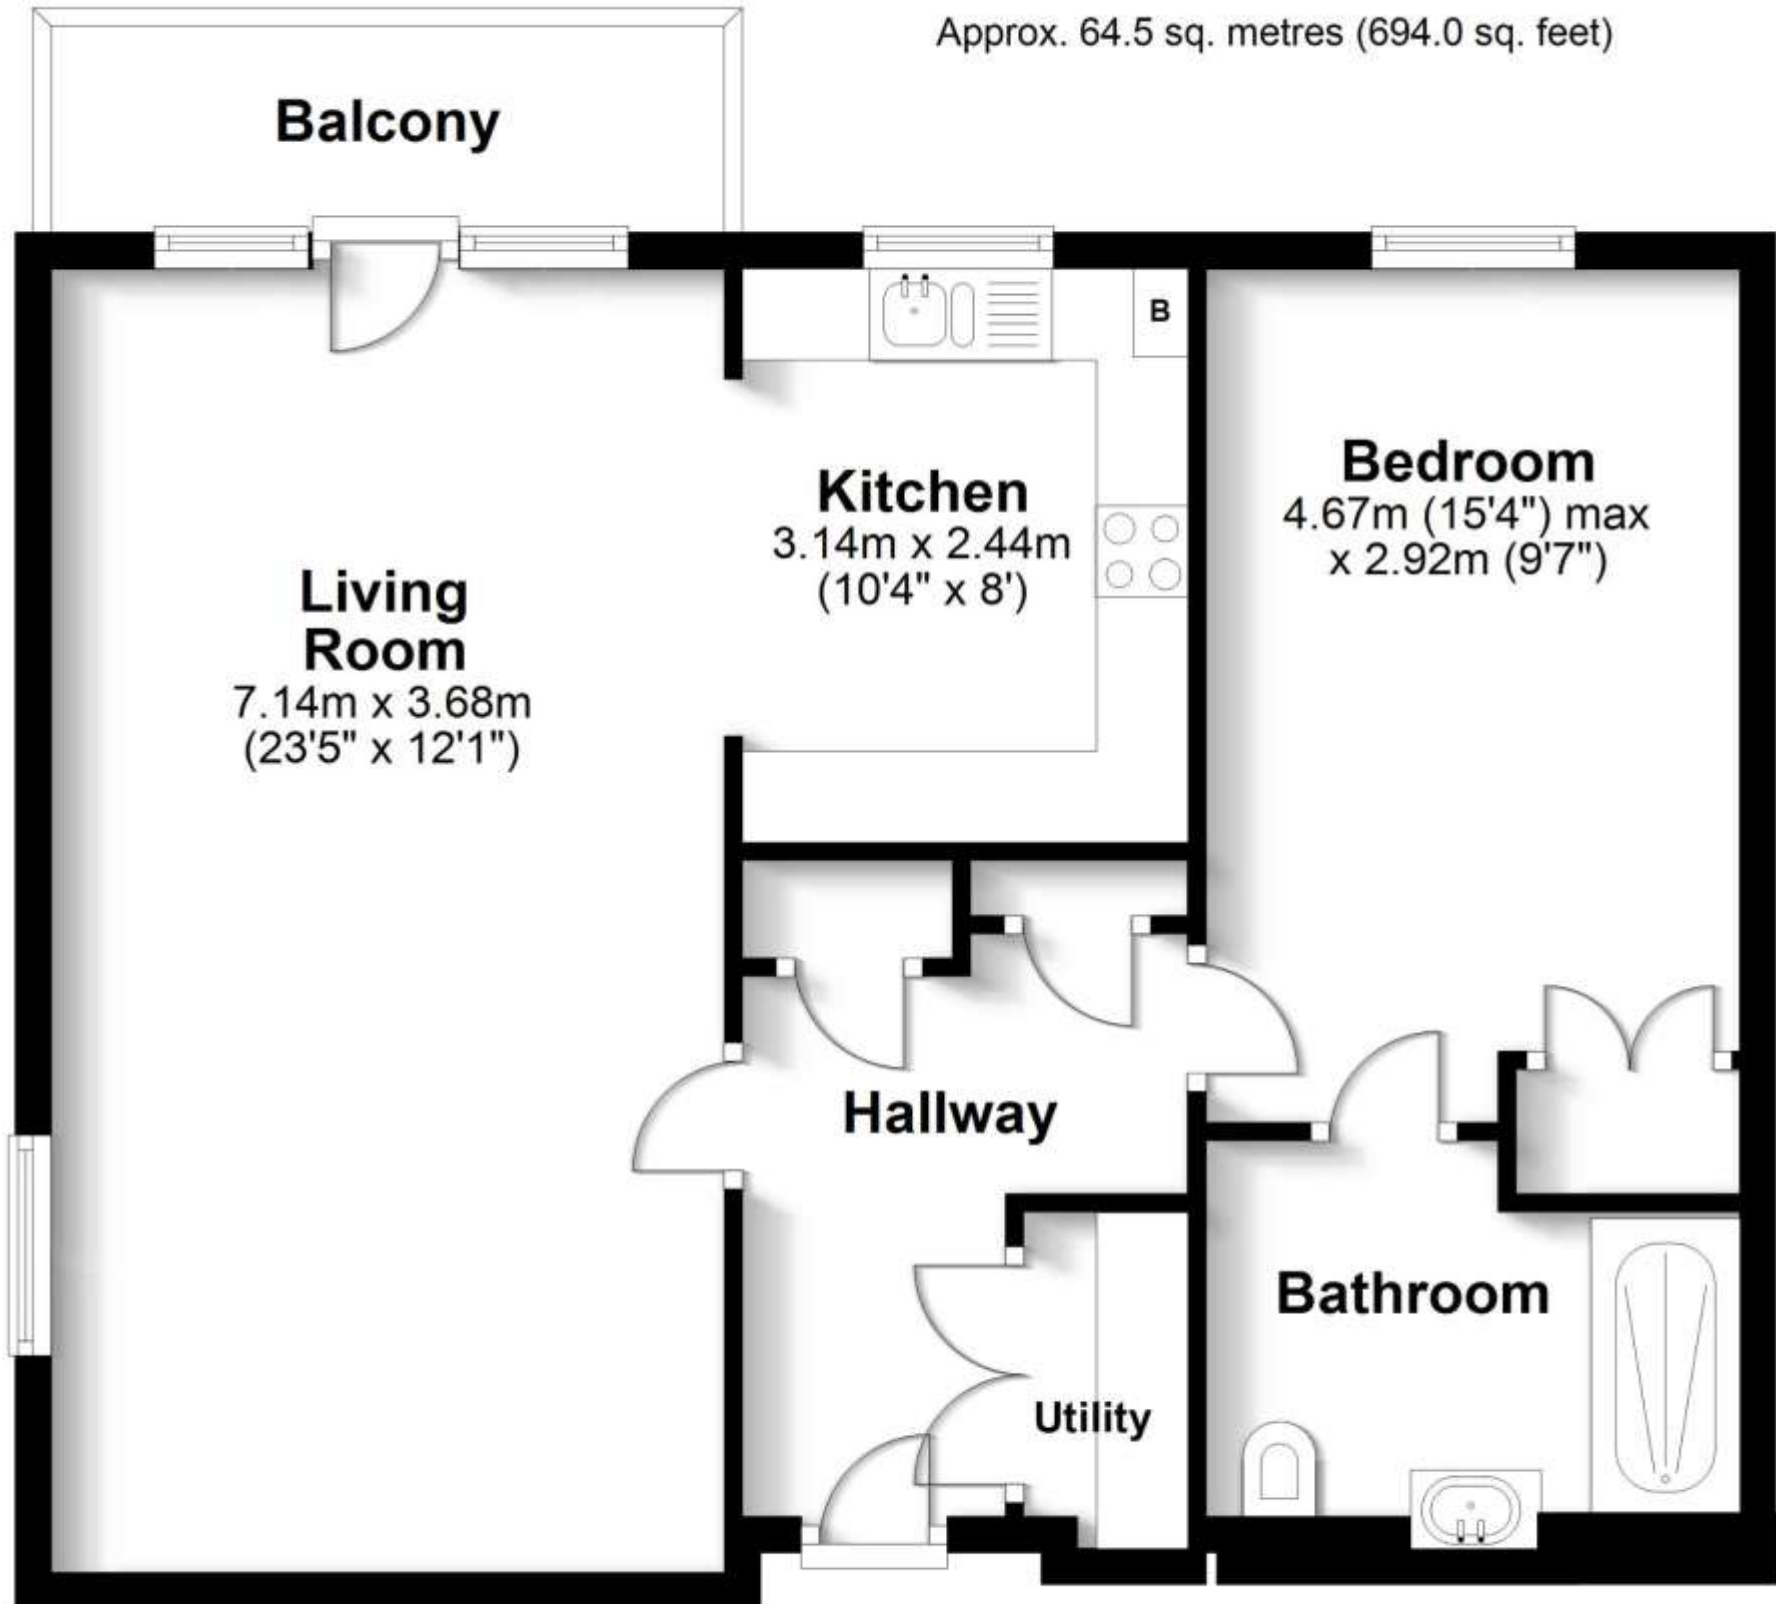 Approx. 64.5 sq. metres (694.0 sq. feet)
Balcony
B
Kitchen
3.14m x 2.44m
(10'4" x 8')
Bedroom
4.67m (15'4") max
x 2.92m (9'7")
Living
Room
7.14m x 3.68m
(23'5" x 12'1")
Hallway
Bathroom
Utility